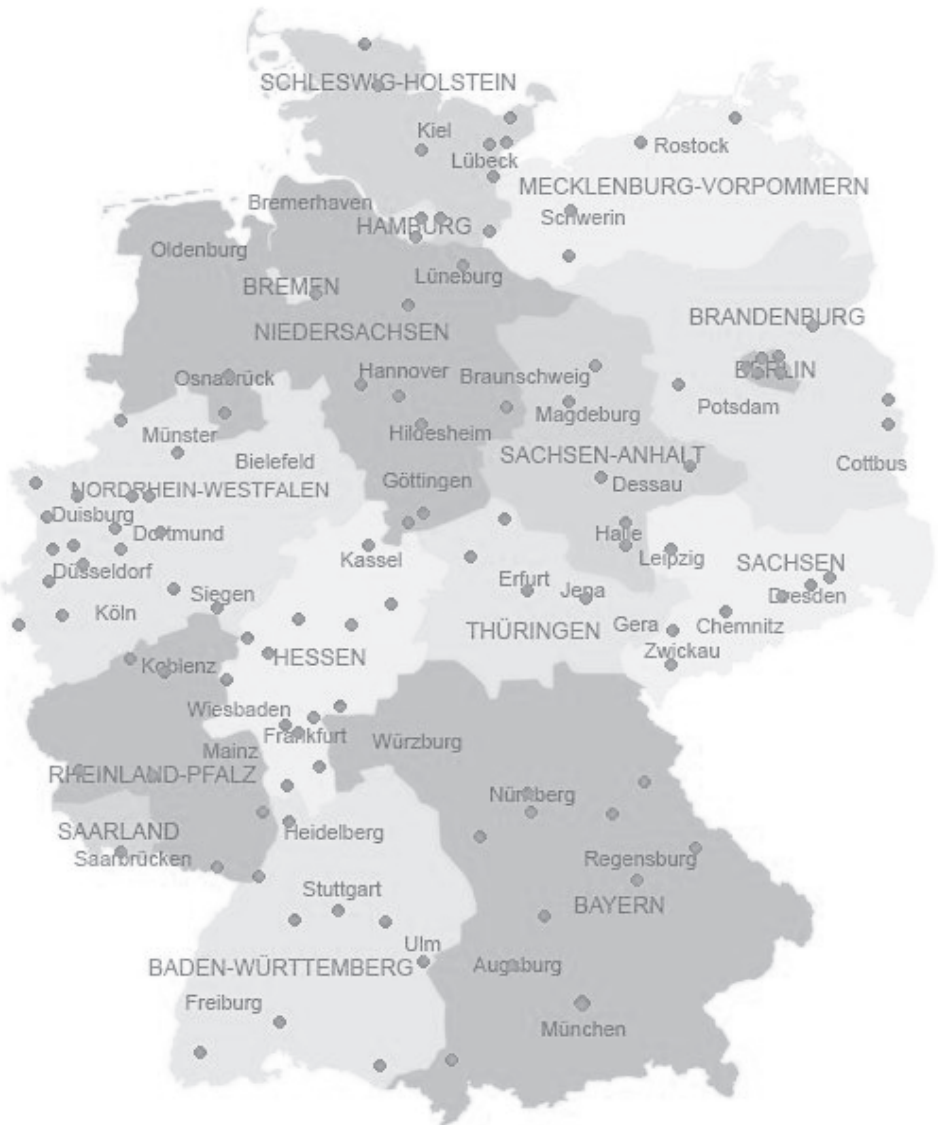 SCHLESWIG-HOLSTEIN
Kiel
Lübeck
Rostock
MECKLENBURG-VORPOMMERN
Bremerhaven
Schwerin
HAMBURG
Oldenburg
Lüneburg
BREMEN
BRANDENBURG
NIEDERSACHSEN
Hannover
BERLIN
Osnabrück
Braunschweig
Potsdam
Magdeburg
Münster
Hildesheim
Bielefeld
SACHSEN-ANHALT
Cottbus
Göttingen
Dessau
NORDRHEIN-WESTFALEN
Duisburg
Dortmund
Halle
Kassel
Leipzig
SACHSEN
Düsseldorf
Erfurt
Jena
Siegen
Dresden
Köln
THÜRINGEN
Gera
Chemnitz
Zwickau
HESSEN
Koblenz
Wiesbaden
Frankfurt
Würzburg
Mainz
RHEINLAND-PFALZ
Nürnberg
SAARLAND
Heidelberg
Saarbrücken
Regensburg
Stuttgart
BAYERN
Ulm
BADEN-WÜRTTEMBERG
Augsburg
Freiburg
München